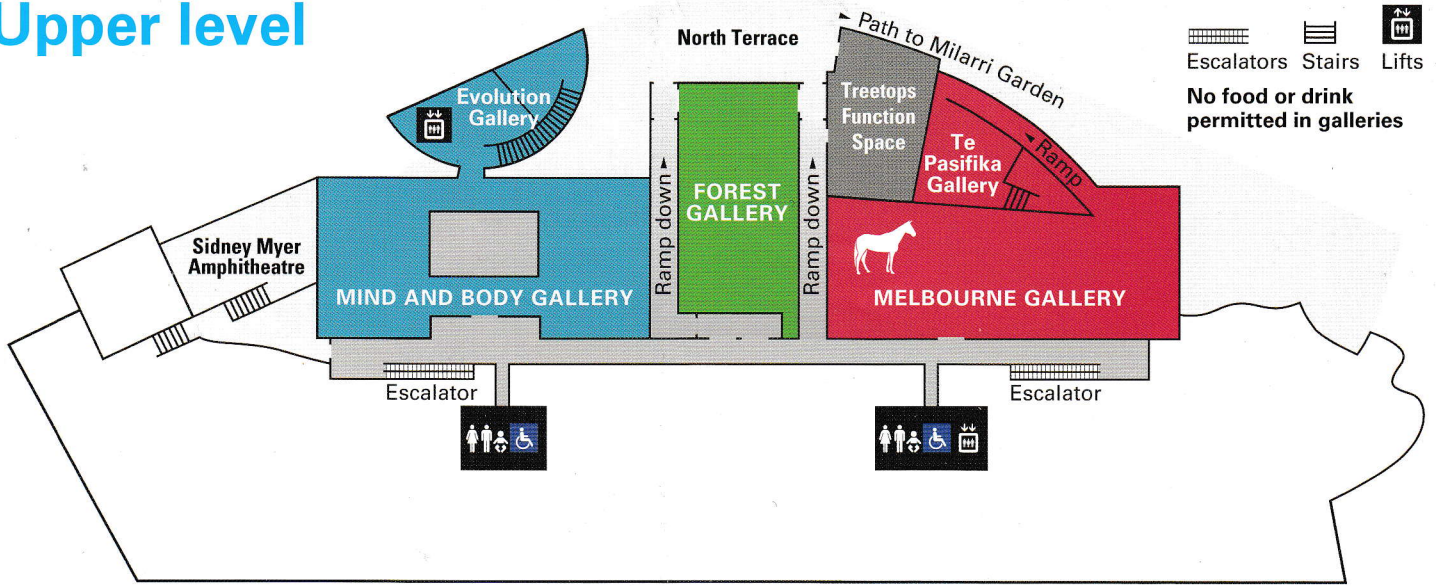 Upper level
North Terrace
Path to Milarri Garden
Escalators Stairs Lifts
No food or drink
permitted in galleries
Evolution
Gallery
Treetops
Function
Space
Te
Pasifika
Gallery
Ramp
FOREST
GALLERY
Ramp down
Ramp down
Sidney Myer
Amphitheatre
MIND AND BODY GALLERY
MELBOURNE GALLERY
Escalator
Escalator